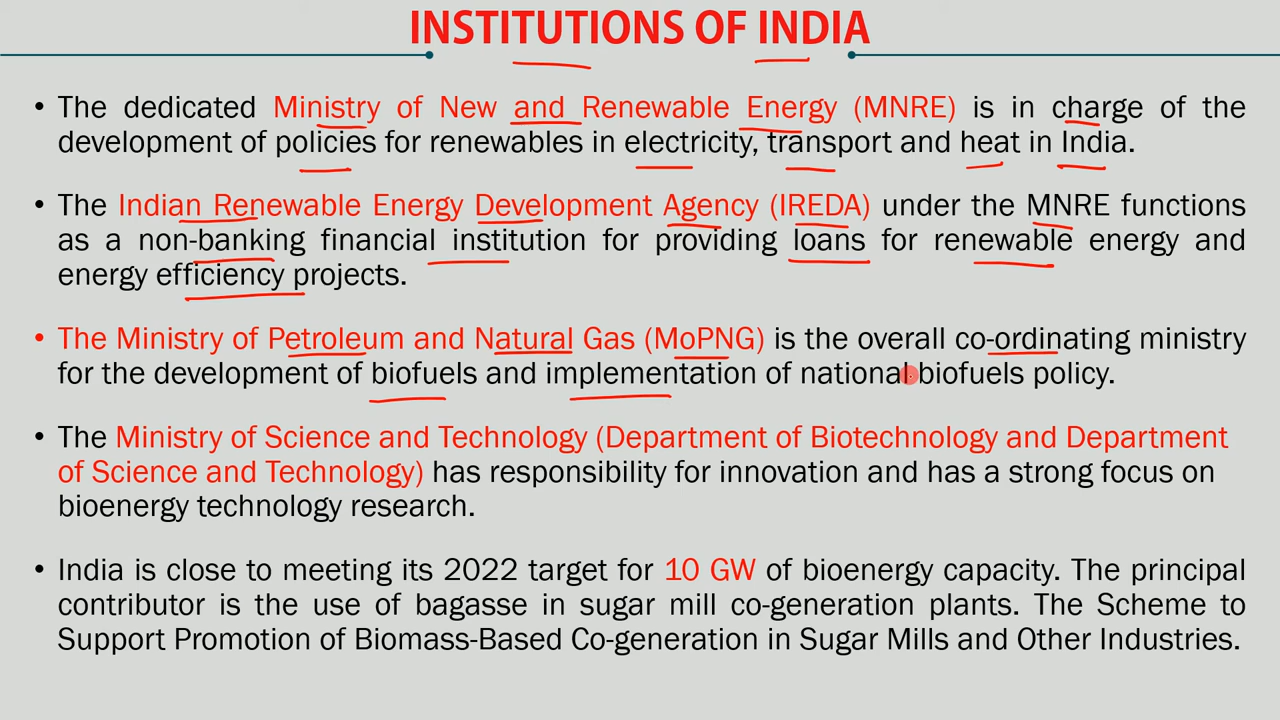 INSTITUTIONS OF INDIA
• The dedicated Ministry of New and Renewable Energy (MNRE) is in charge of the
development of policies for renewables in electricity, transport and heat in India.
• The Indian Renewable Energy Development Agency (IREDA) under the MNRE functions
as a non-banking financial institution for providing loans for renewable energy and
energy efficiency projects.
• The Ministry of Petroleum and Natural Gas (MoPNG) is the overall co-ordinating ministry
for the development of biofuels and implementation of national biofuels policy.
• The Ministry of Science and Technology (Department of Biotechnology and Department
of Science and Technology) has responsibility for innovation and has a strong focus on
bioenergy technology research.
• India is close to meeting its 2022 target for 10 GW of bioenergy capacity. The principal
contributor is the use of bagasse in sugar mill co-generation plants. The Scheme to
Support Promotion of Biomass-Based Co-generation in Sugar Mills and Other Industries.